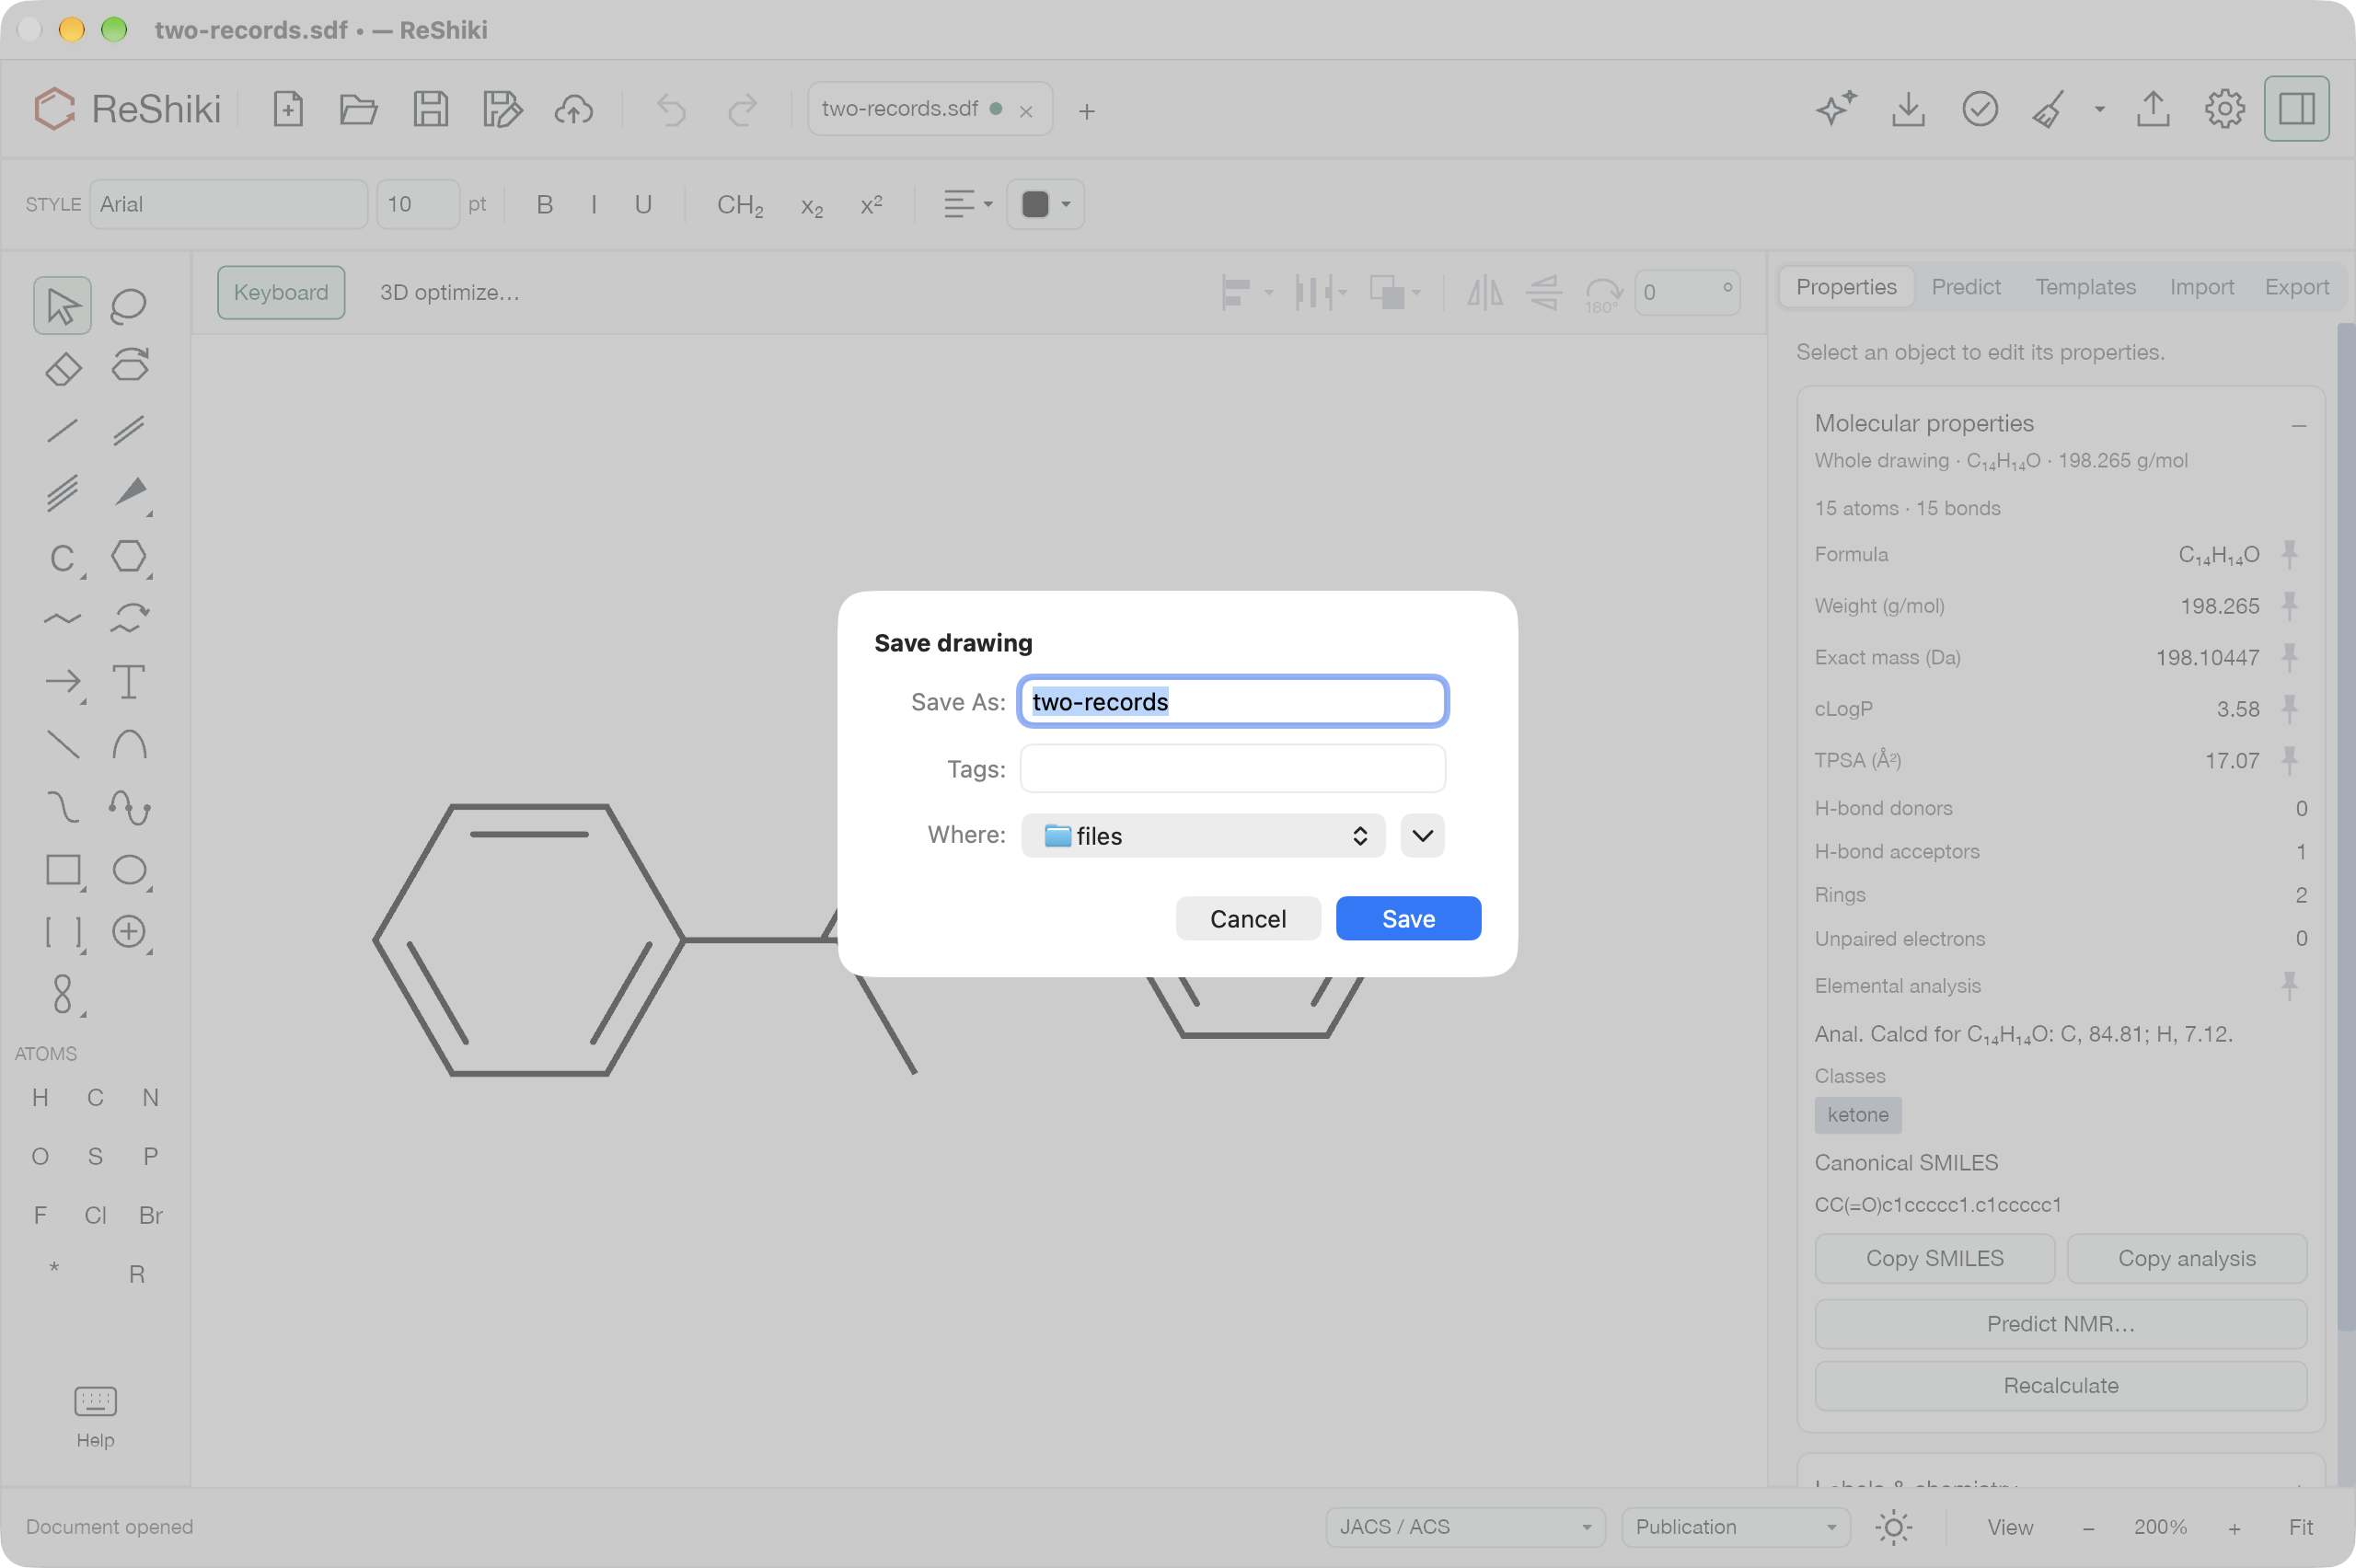 two-records.sdf • — ReShiki
ReShiki
two-records.sdf
STYLE Arial 10 pt B I U CH₂ x₂ x²
Keyboard 3D optimize...
180° 0 °
Properties Predict Templates Import Export
Select an object to edit its properties.
Molecular properties
Whole drawing · C₁₄H₁₄O · 198.265 g/mol
15 atoms · 15 bonds
Formula C₁₄H₁₄O
Weight (g/mol) 198.265
Exact mass (Da) 198.10447
cLogP 3.58
TPSA (Å²) 17.07
H-bond donors 0
H-bond acceptors 1
Rings 2
Unpaired electrons 0
Elemental analysis
Anal. Calcd for C₁₄H₁₄O: C, 84.81; H, 7.12.
Classes
ketone
Canonical SMILES
CC(=O)c1ccccc1.c1ccccc1
Copy SMILES Copy analysis
Predict NMR...
Recalculate
Labels & chemistry
Save drawing
Save As: two-records
Tags:
Where: files
Cancel Save
C
T
ATOMS
H C N
O S P
F Cl Br
* R
Help
Document opened
JACS / ACS Publication View − 200% + Fit